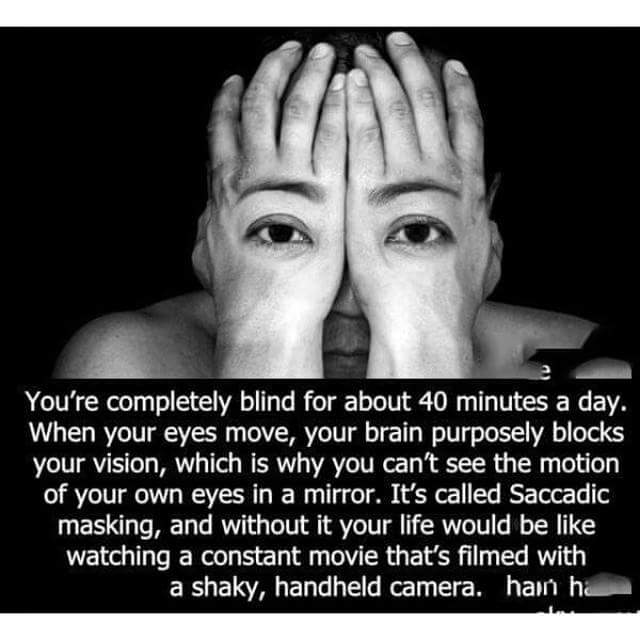 You're completely blind for about 40 minutes a day.
When your eyes move, your brain purposely blocks
your vision, which is why you can't see the motion
of your own eyes in a mirror. It's called Saccadic
masking, and without it your life would be like
watching a constant movie that's filmed with
a shaky, handheld camera.